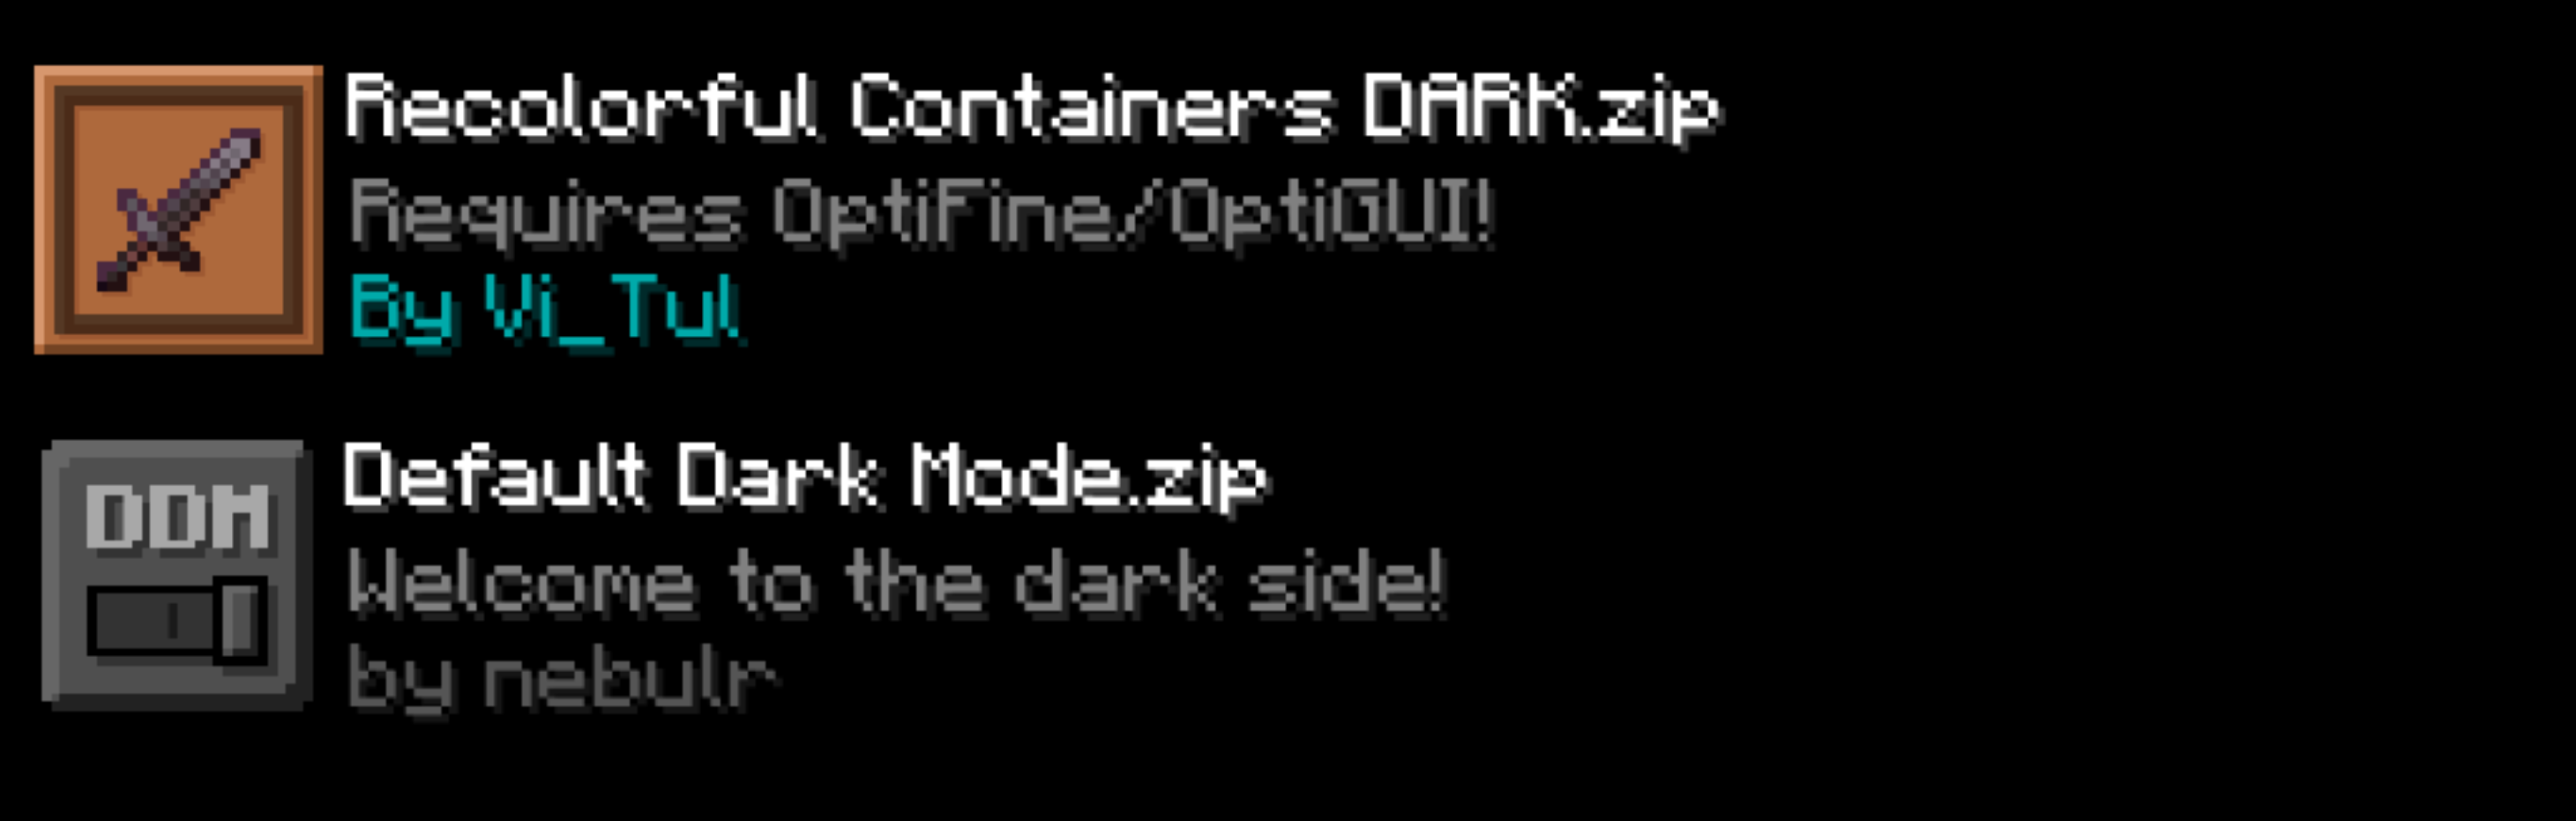 Recolorful Containers DARK.zip
Requires OptiFine/OptiGUI!
By Vi_Tul
DDM
Default Dark Mode.zip
Welcome to the dark side!
by nebulr